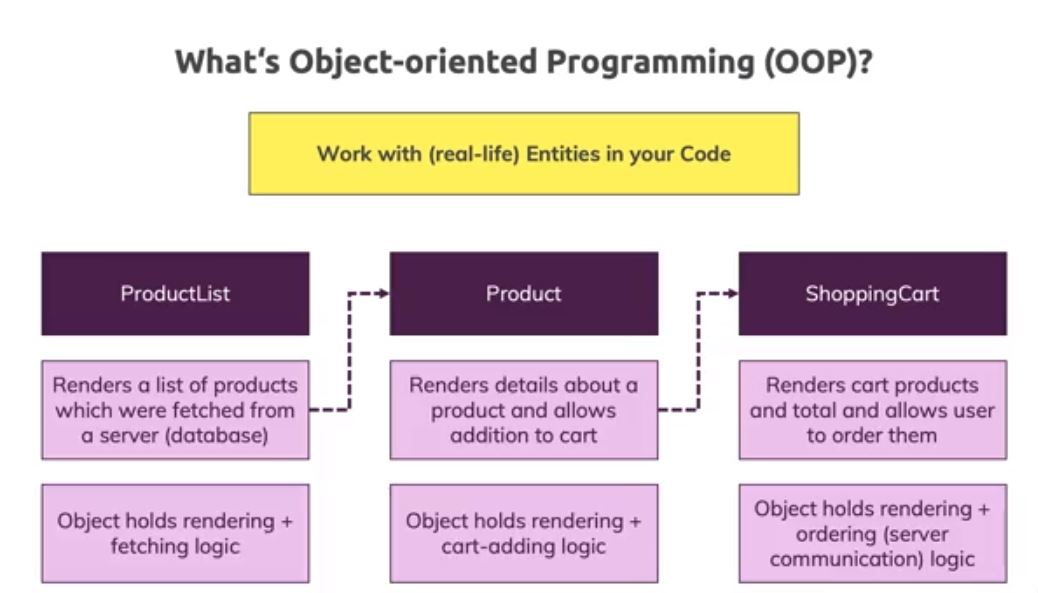 What‘s Object-oriented Programming (OOP)?
Work with (real-life) Entities in your Code
ProductList
Product
ShoppingCart
Renders a list of products
which were fetched from
a server (database)
Renders details about a
product and allows
addition to cart
Renders cart products
and total and allows user
to order them
Object holds rendering +
fetching logic
Object holds rendering +
cart-adding logic
Object holds rendering +
ordering (server
communication) logic